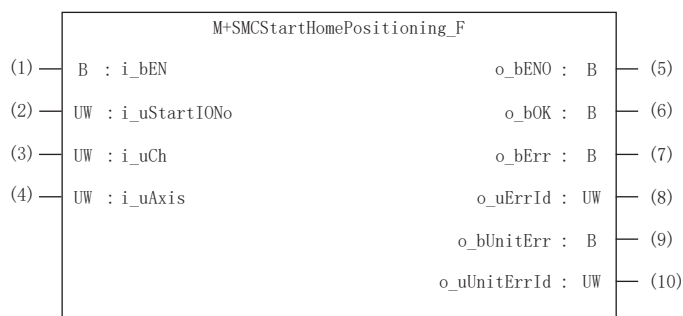 M+SMCStartHomePositioning_F
(1) B : i_bEN o_bENO : B (5)
(2) UW : i_uStartIONo o_bOK : B (6)
(3) UW : i_uCh o_bErr : B (7)
(4) UW : i_uAxis o_uErrId : UW (8)
o_bUnitErr : B (9)
o_uUnitErrId : UW (10)